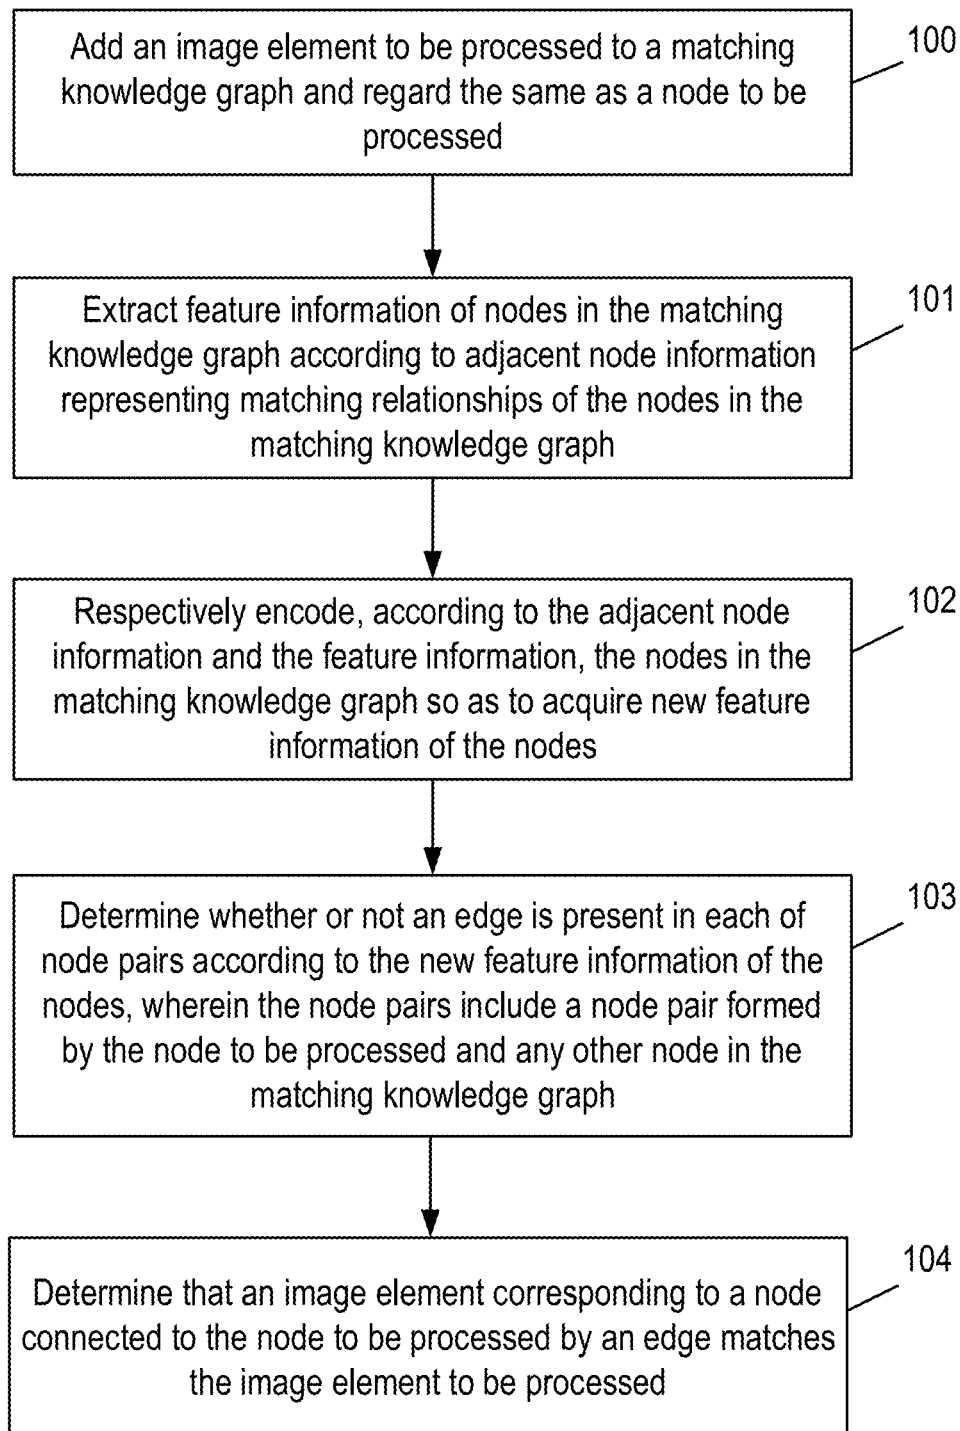 Add an image element to be processed to a matching
knowledge graph and regard the same as a node to be
processed
100
Extract feature information of nodes in the matching
knowledge graph according to adjacent node information
representing matching relationships of the nodes in the
matching knowledge graph
101
Respectively encode, according to the adjacent node
information and the feature information, the nodes in the
matching knowledge graph so as to acquire new feature
information of the nodes
102
Determine whether or not an edge is present in each of
node pairs according to the new feature information of the
nodes, wherein the node pairs include a node pair formed
by the node to be processed and any other node in the
matching knowledge graph
103
Determine that an image element corresponding to a node
connected to the node to be processed by an edge matches
the image element to be processed
104